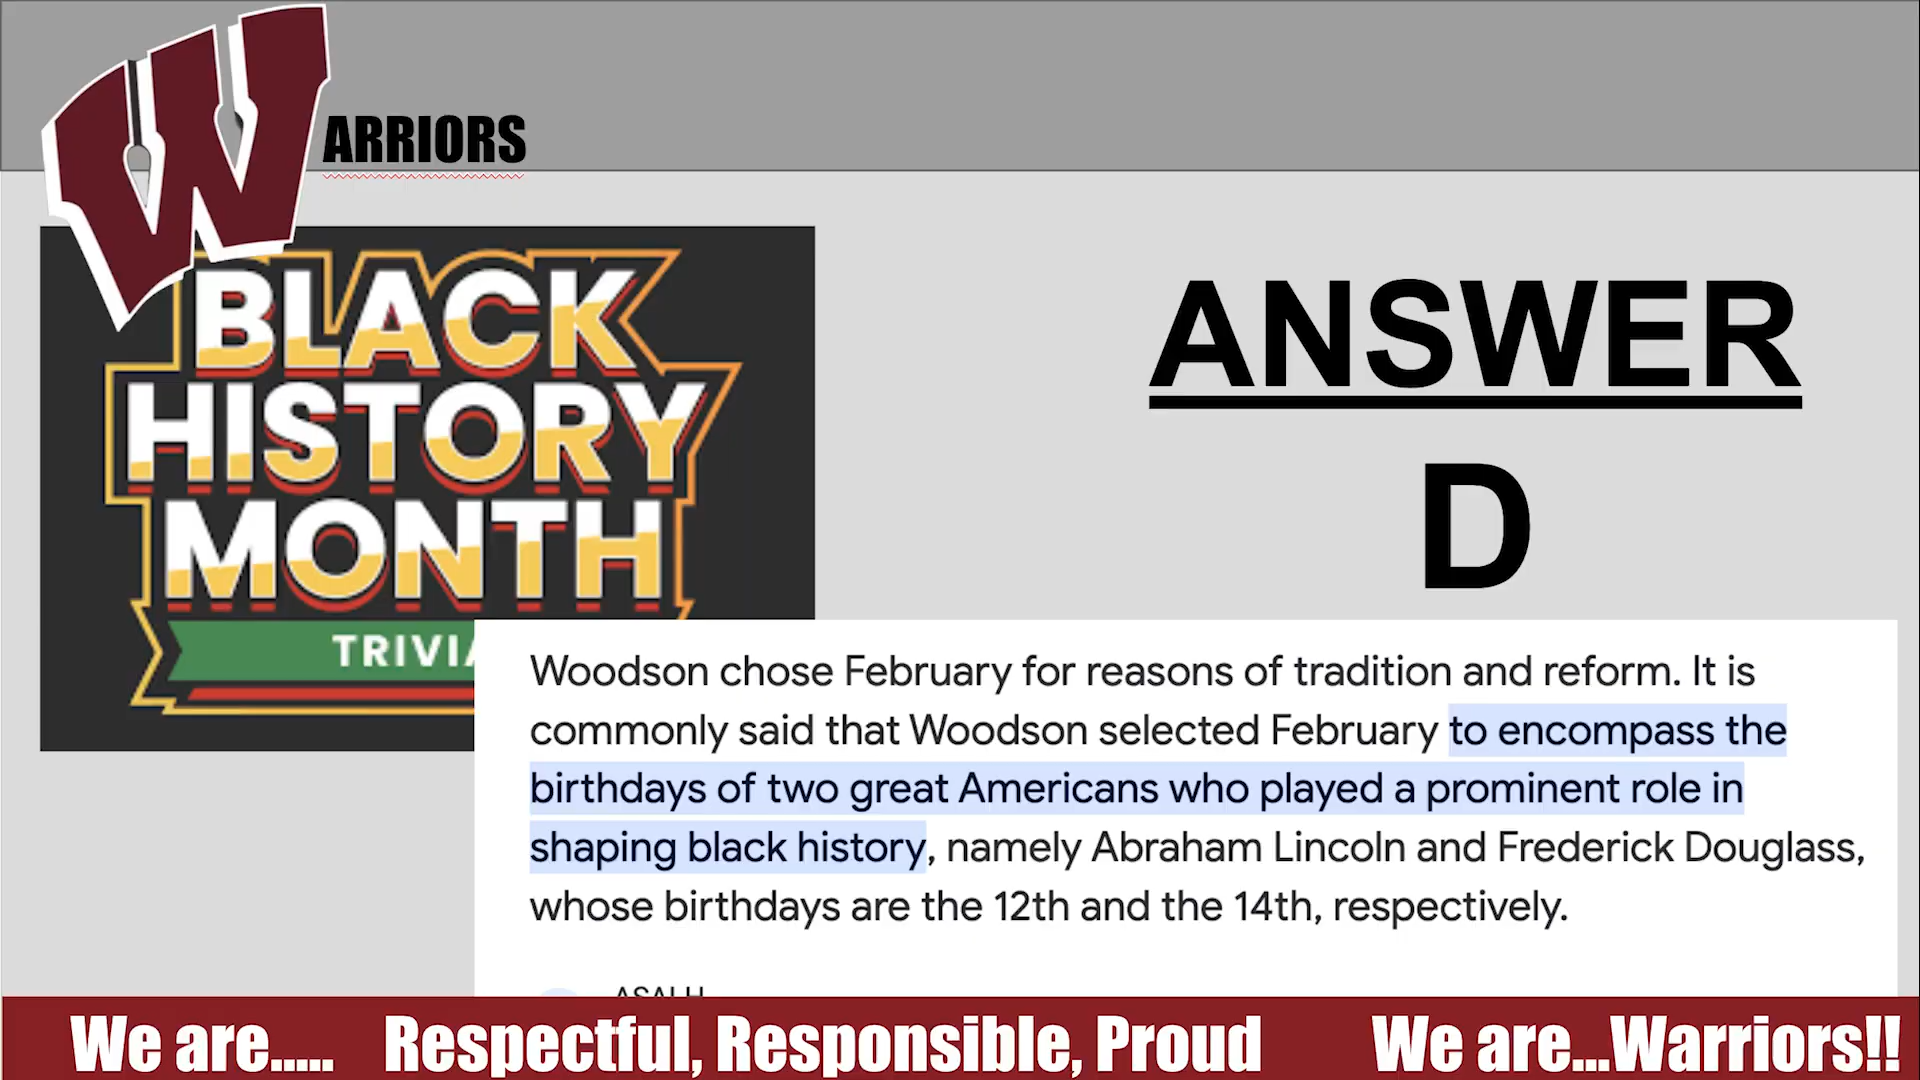 WARRIORS
BLACK
HISTORY
MONTH
TRIVIA
ANSWER
D
Woodson chose February for reasons of tradition and reform. It is
commonly said that Woodson selected February to encompass the
birthdays of two great Americans who played a prominent role in
shaping black history, namely Abraham Lincoln and Frederick Douglass,
whose birthdays are the 12th and the 14th, respectively.
ASALH
We are..... Respectful, Responsible, Proud We are...Warriors!!